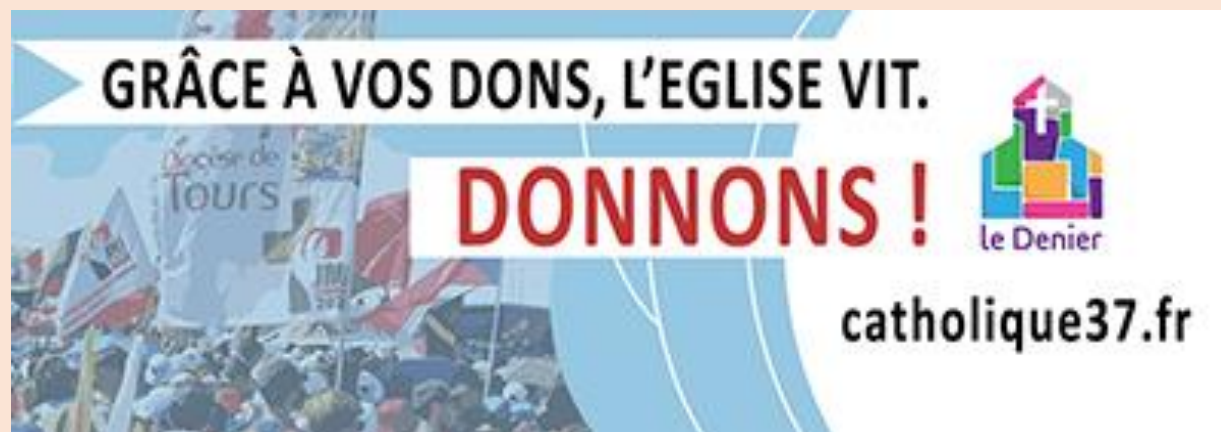 GRÂCE À VOS DONS, L'EGLISE VIT.
Diocèse de
Tours
DONNONS !
le Denier
catholique37.fr